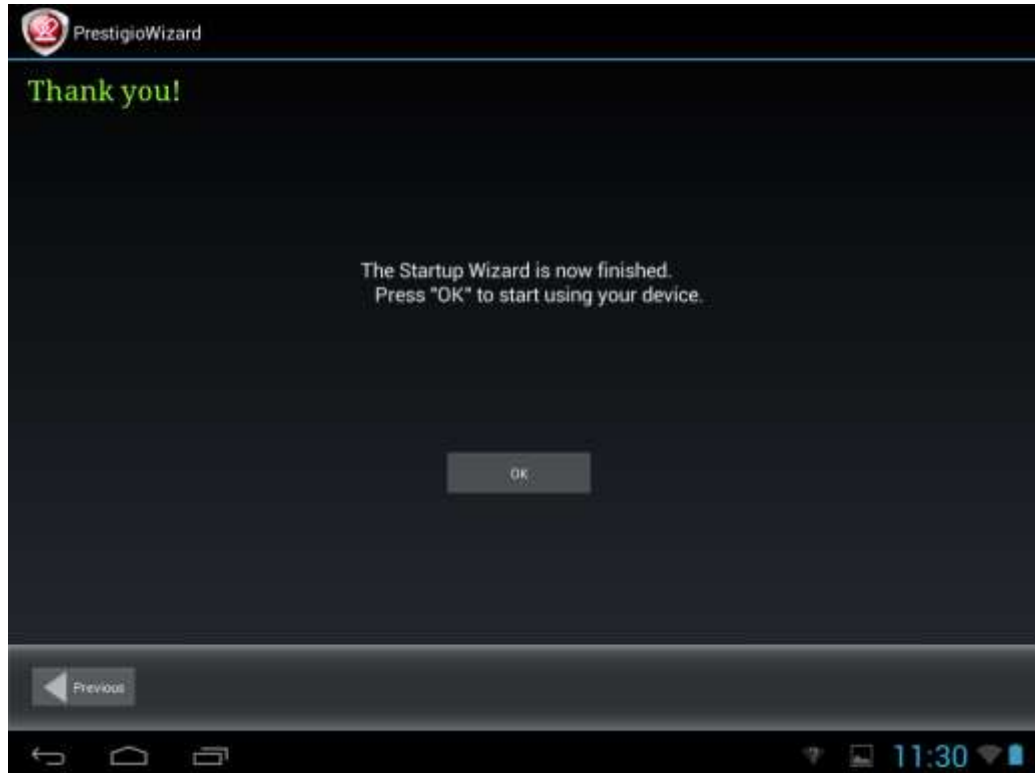 PrestigioWizard
Thank you!
The Startup Wizard is now finished.
Press "OK" to start using your device.
OK
Previous
11:30